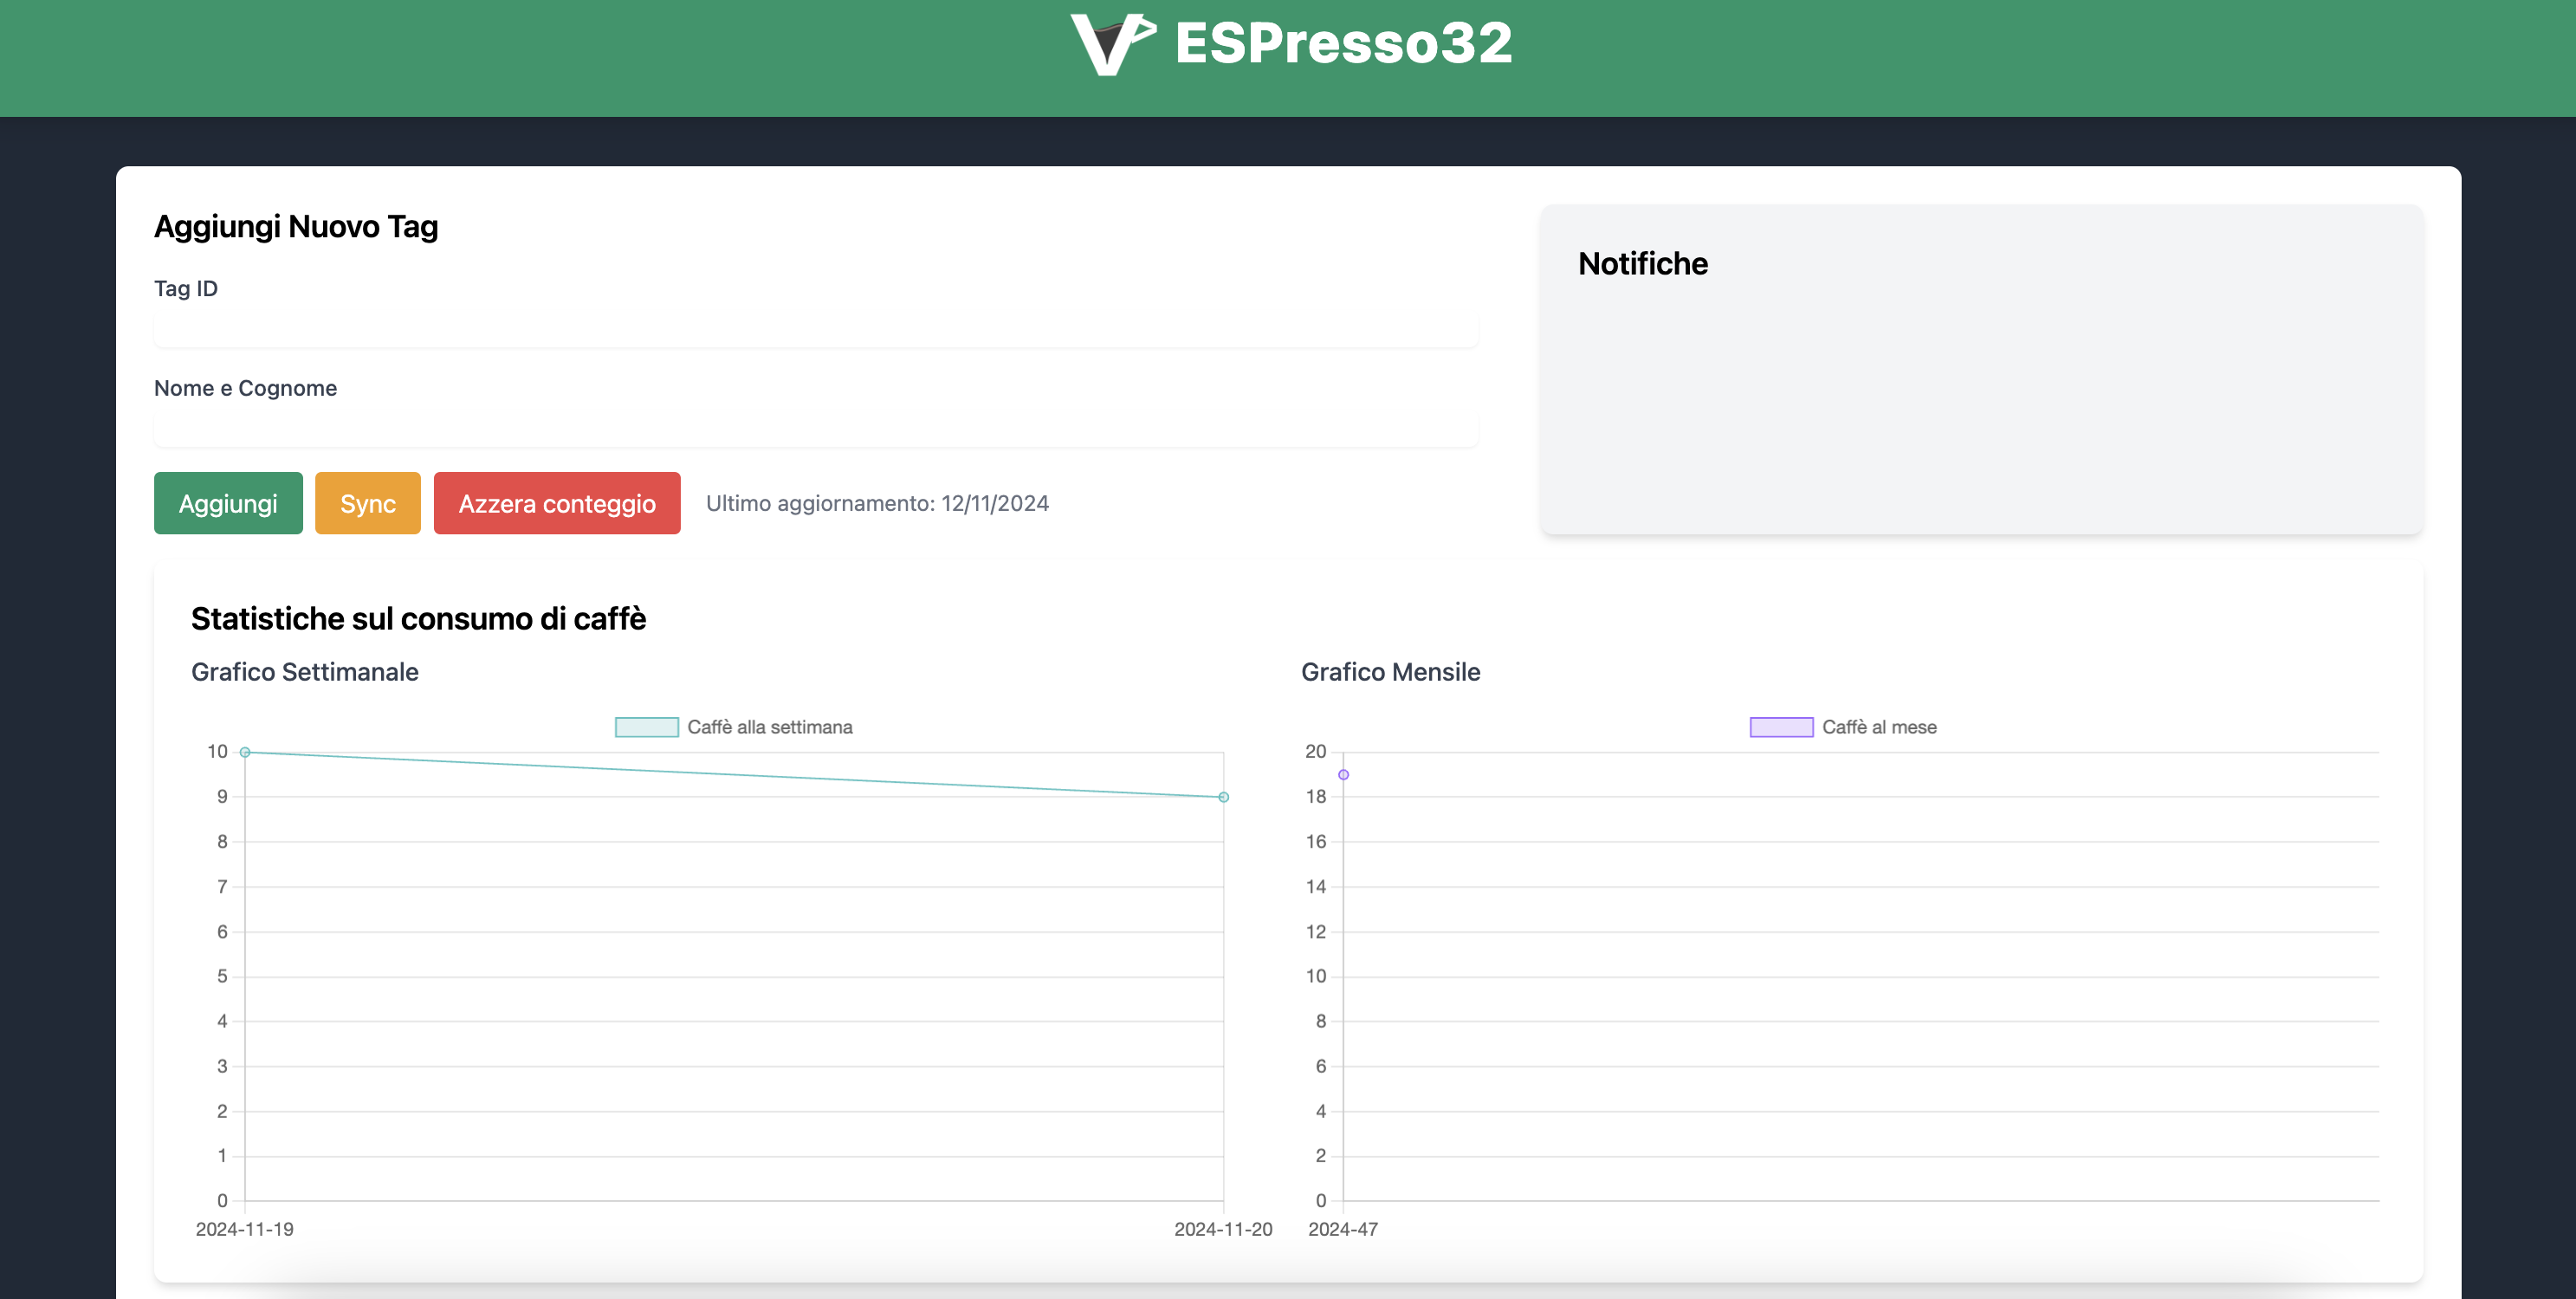 ESPresso32
Aggiungi Nuovo Tag
Tag ID
Nome e Cognome
Aggiungi
Sync
Azzera conteggio
Ultimo aggiornamento: 12/11/2024
Notifiche
Statistiche sul consumo di caffè
Grafico Settimanale
Caffè alla settimana
10
9
8
7
6
5
4
3
2
1
0
2024-11-19
2024-11-20
Grafico Mensile
Caffè al mese
20
18
16
14
12
10
8
6
4
2
0
2024-47